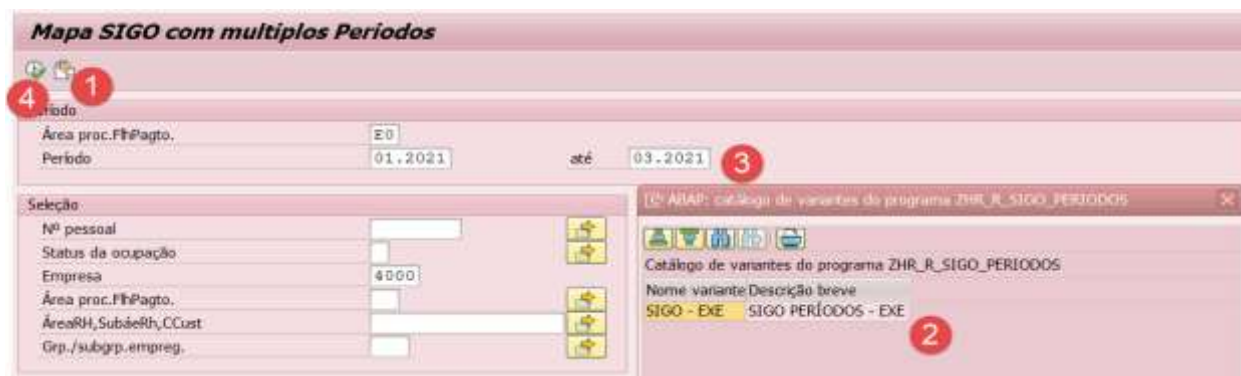 Mapa SIGO com multiplos Periodos
1
4
Período
Área proc.FlhPagto. E0
Período 01.2021 até 03.2021
3
Seleção
Nº pessoal
Status da ocupação
Empresa 4000
Área proc.FlhPagto.
ÁreaRH,SubáeRh,CCust
Grp./subgrp.empreg.
ABAP: catálogo de variantes do programa ZHR_R_SIGO_PERIODOS
Catálogo de variantes do programa ZHR_R_SIGO_PERIODOS
Nome variante Descrição breve
SIGO - EXE SIGO PERÍODOS - EXE
2